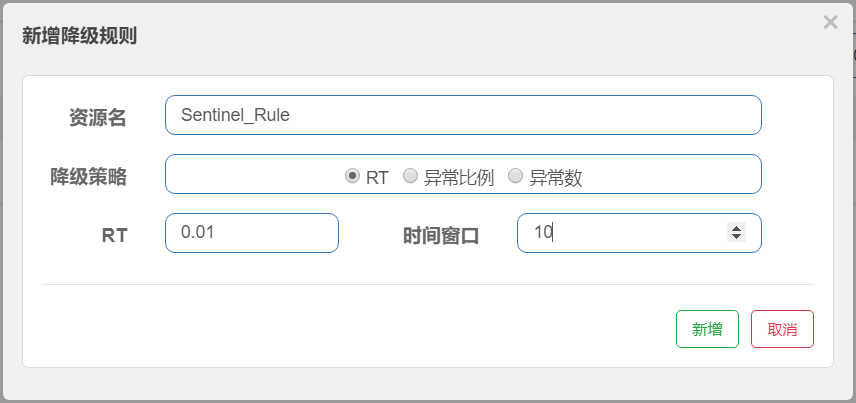 新增降级规则 ×
资源名 Sentinel_Rule
降级策略 RT 异常比例 异常数
RT 0.01 时间窗口 10
新增 取消